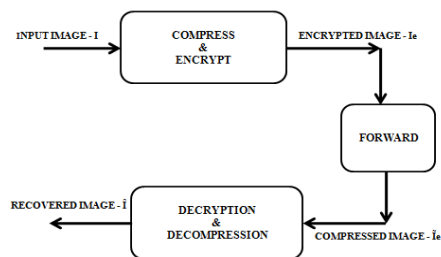 INPUT IMAGE - I
COMPRESS
&
ENCRYPT
ENCRYPTED IMAGE - Ie
FORWARD
RECOVERED IMAGE - Î
DECRYPTION
&
DECOMPRESSION
COMPRESSED IMAGE - Îe